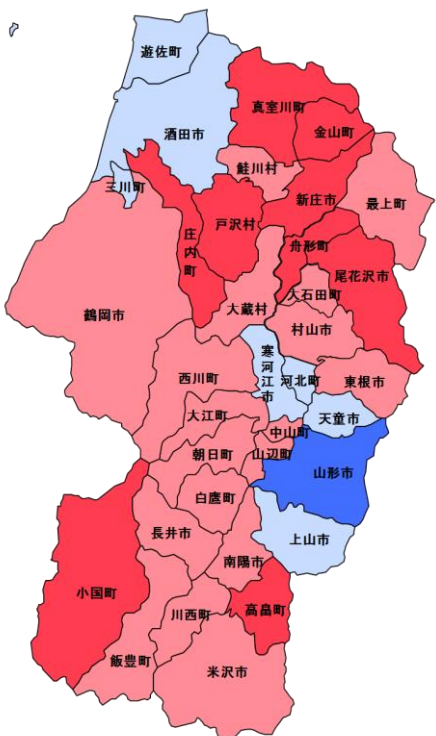 遊佐町
酒田市
真室川町
金山町
鮭川村
三川町
新庄市
最上町
庄内町
戸沢村
舟形町
尾花沢市
大石田町
大蔵村
鶴岡市
村山市
寒河江市
河北町
東根市
西川町
大江町
天童市
中山町
朝日町
山辺町
山形市
白鷹町
長井市
上山市
南陽市
小国町
川西町
高畠町
飯豊町
米沢市